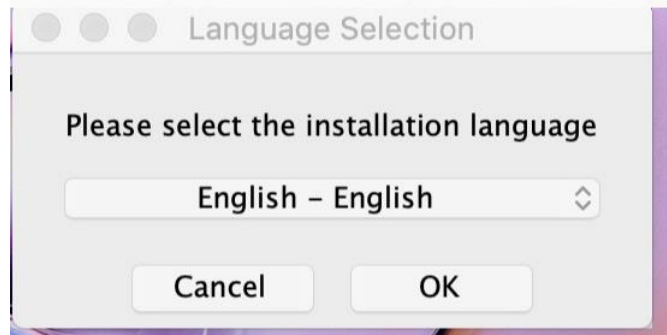 Language Selection
Please select the installation language
English – English
Cancel
OK